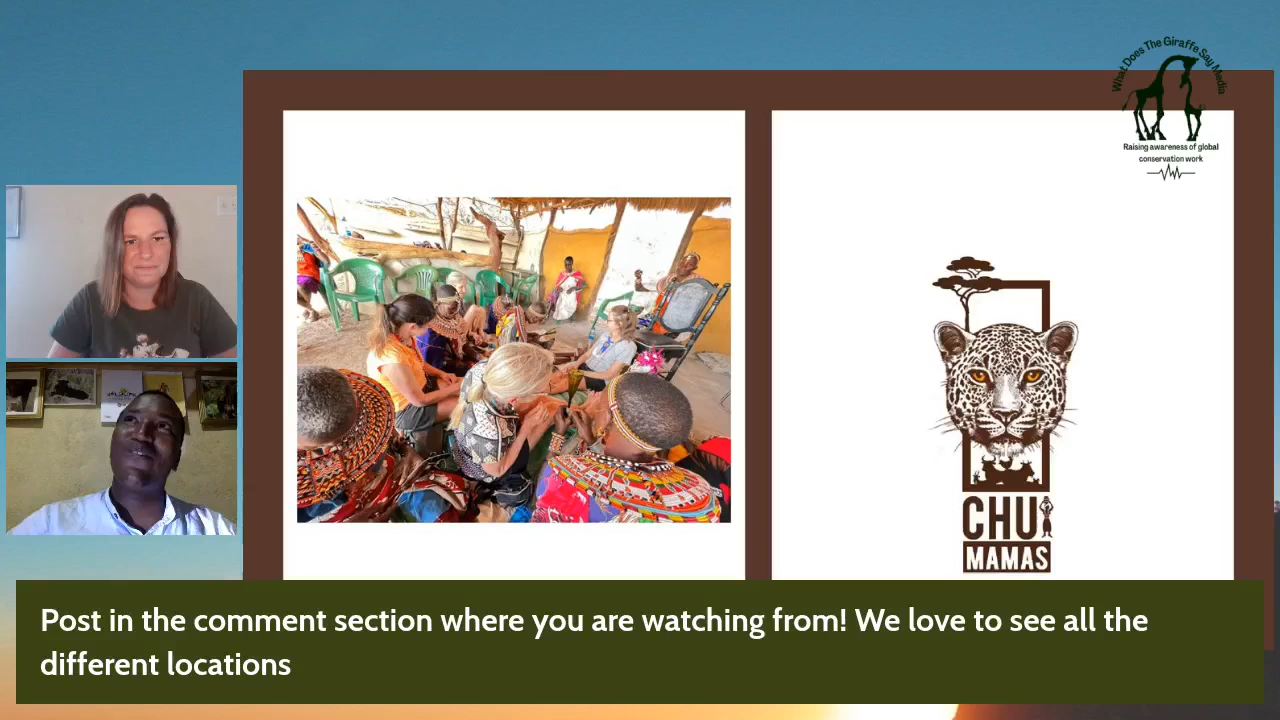 What Does The Giraffe Say Media
Raising awareness of global
conservation work
CHUI
MAMAS
Post in the comment section where you are watching from! We love to see all the
different locations